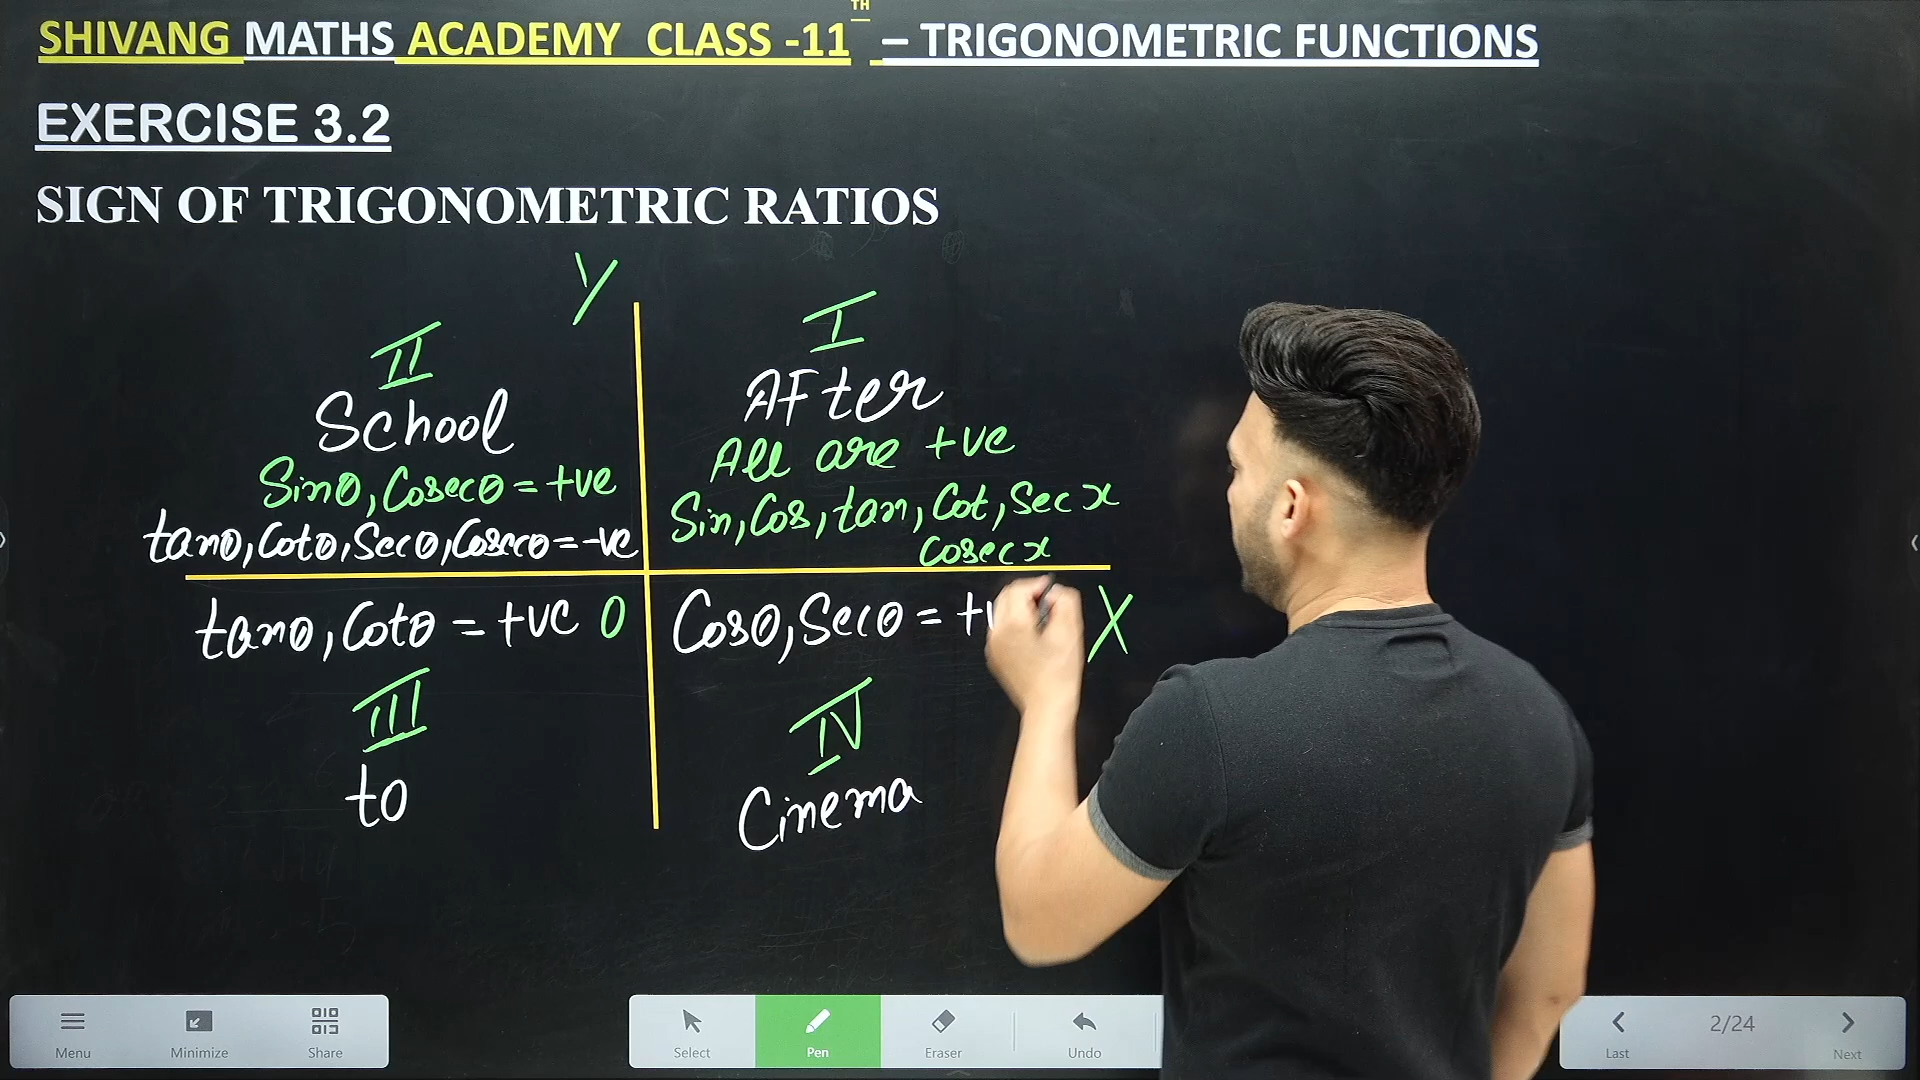 SHIVANG MATHS ACADEMY CLASS -11TH – TRIGONOMETRIC FUNCTIONS
EXERCISE 3.2
SIGN OF TRIGONOMETRIC RATIOS
Y
II
School
Sinθ, Cosecθ = +ve
tanθ, Cotθ, Secθ, Cosecθ = -ve
I
AFter
All are +ve
Sin, Cos, tan, Cot, Sec x
Cosec x
tanθ, Cotθ = +ve O
III
to
Cosθ, Secθ = +v
X
IV
Cinema
Menu
Minimize
Share
Select
Pen
Eraser
Undo
Last
2/24
Next